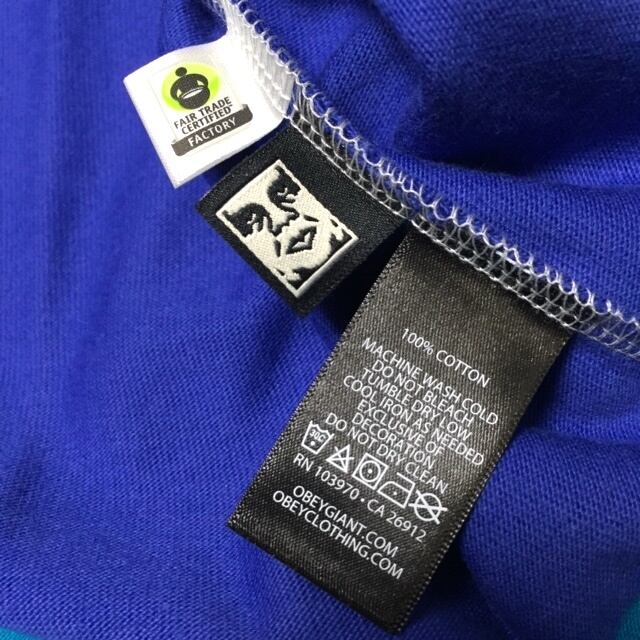 FAIR TRADE
CERTIFIED
FACTORY
100% COTTON
MACHINE WASH COLD
DO NOT BLEACH
TUMBLE DRY LOW
COOL IRON AS NEEDED
EXCLUSIVE OF
DECORATION
DO NOT DRY CLEAN
30C
RN 103970 • CA 26912
OBEYGIANT.COM
OBEYCLOTHING.COM